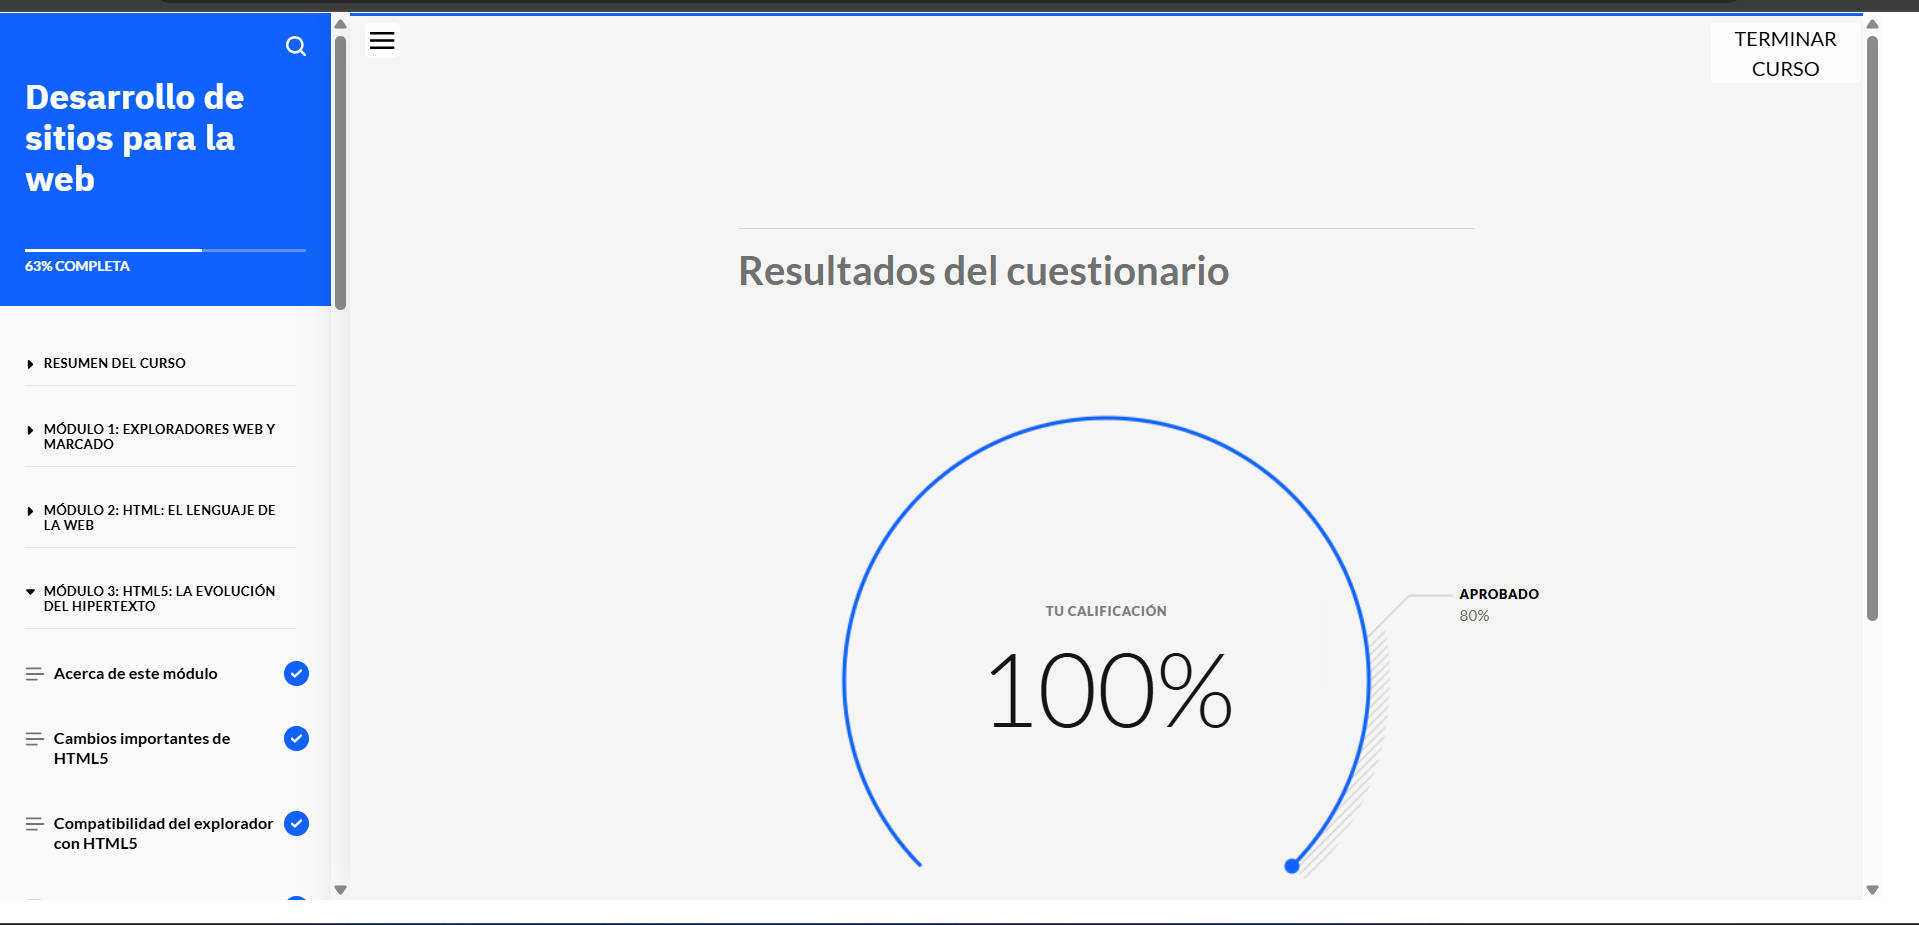 Desarrollo de
sitios para la
web
63% COMPLETA
RESUMEN DEL CURSO
MÓDULO 1: EXPLORADORES WEB Y
MARCADO
MÓDULO 2: HTML: EL LENGUAJE DE
LA WEB
MÓDULO 3: HTML5: LA EVOLUCIÓN
DEL HIPERTEXTO
Acerca de este módulo
Cambios importantes de
HTML5
Compatibilidad del explorador
con HTML5
TERMINAR
CURSO
Resultados del cuestionario
TU CALIFICACIÓN
100%
APROBADO
80%